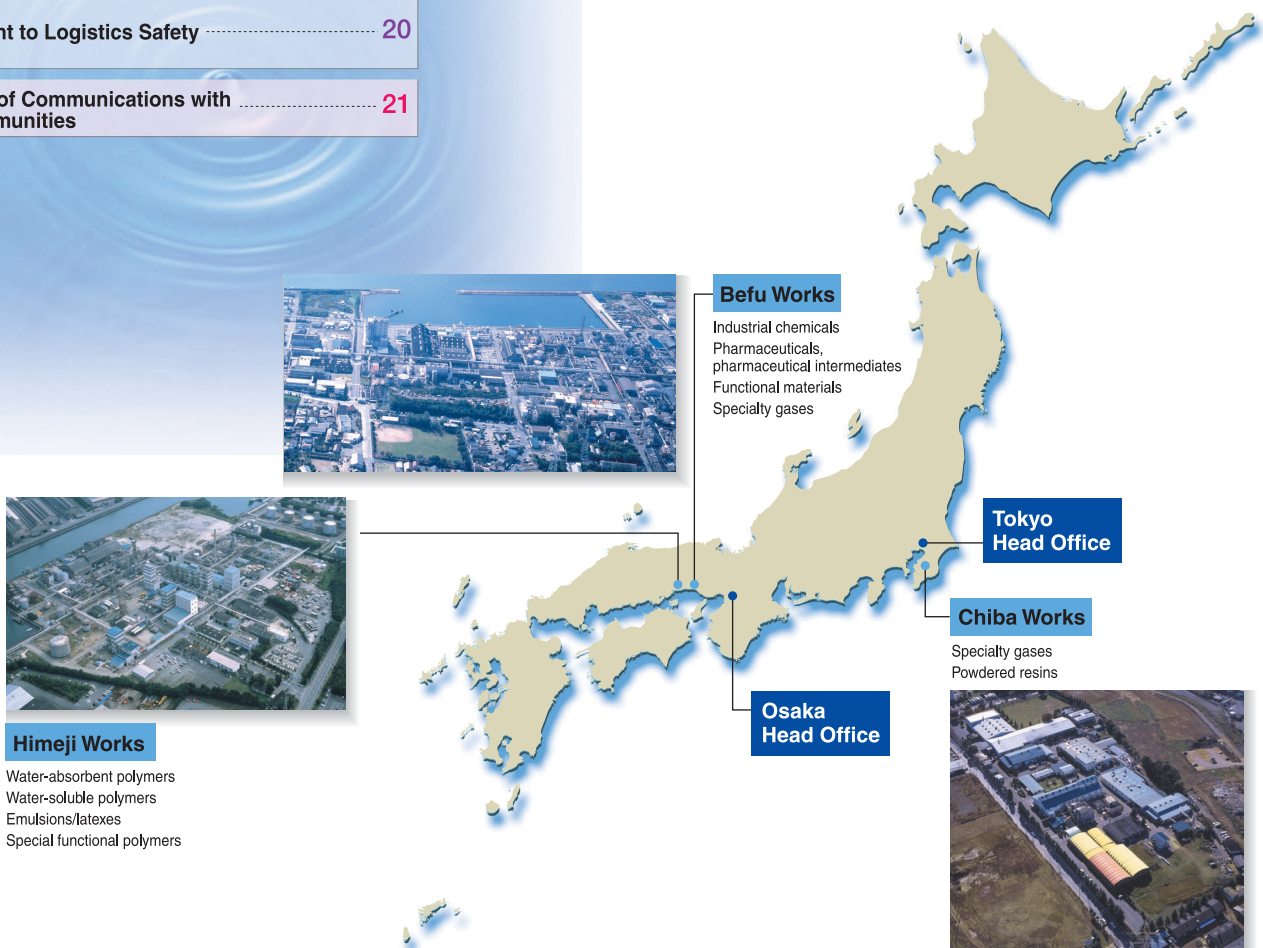 nt to Logistics Safety 20
of Communications with 21
munities
Befu Works
Industrial chemicals
Pharmaceuticals,
pharmaceutical intermediates
Functional materials
Specialty gases
Tokyo
Head Office
Chiba Works
Specialty gases
Powdered resins
Osaka
Head Office
Himeji Works
Water-absorbent polymers
Water-soluble polymers
Emulsions/latexes
Special functional polymers